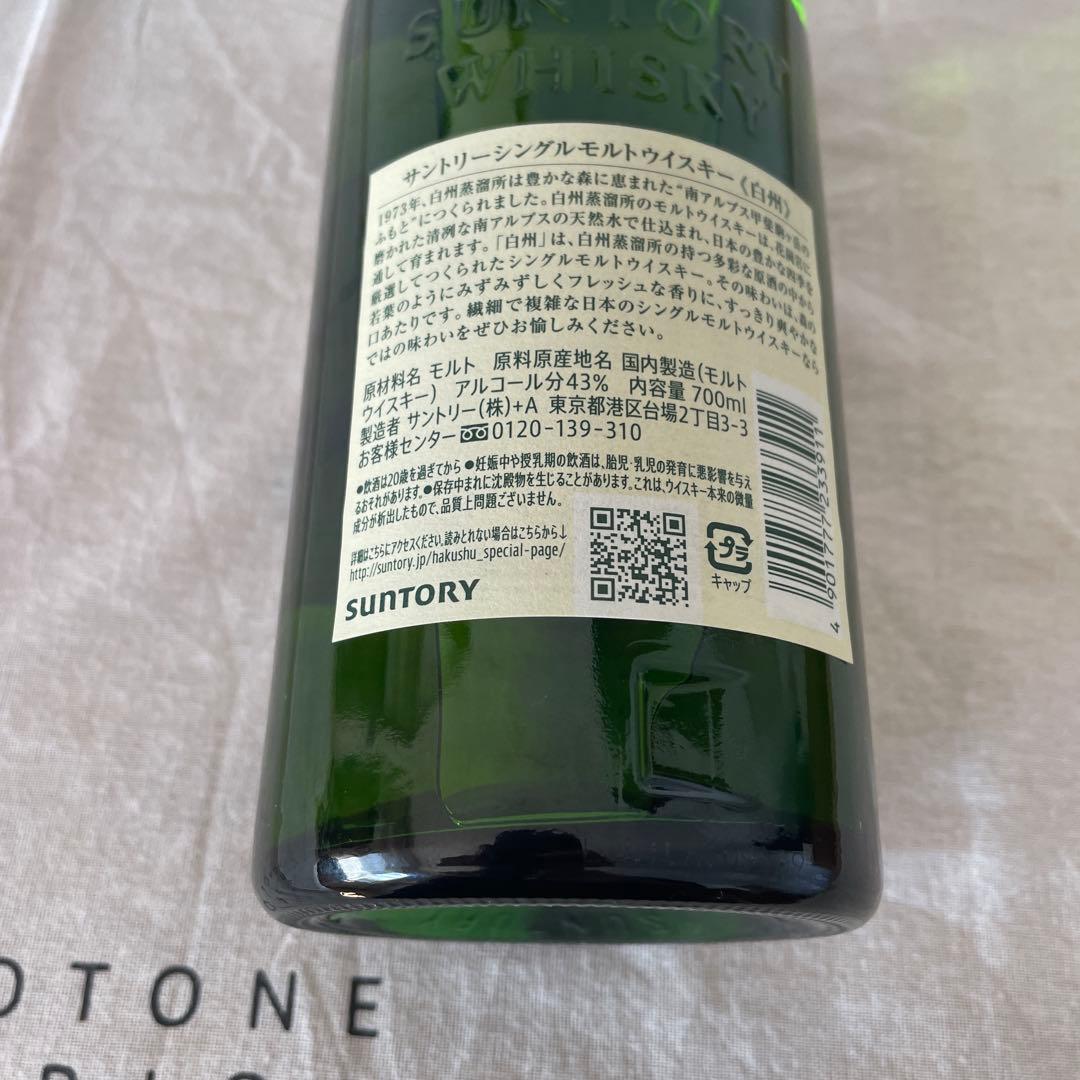 SUNTORY
WHISKY
サントリーシングルモルトウイスキー《白州》
1973年、白州蒸溜所は豊かな森に恵まれた“南アルプス甲斐駒ヶ岳の
ふもと”につくられました。白州蒸溜所のモルトウイスキーは、花崗岩に
磨かれた清冽な南アルプスの天然水で仕込まれ、日本の豊かな四季を
通して育まれます。「白州」は、白州蒸溜所の持つ多彩な原酒の中から
厳選してつくられたシングルモルトウイスキー。その味わいは、森の
若葉のようにみずみずしくフレッシュな香りに、すっきり爽やかな
口あたりです。繊細で複雑な日本のシングルモルトウイスキーなら
ではの味わいをぜひお愉しみください。
原材料名 モルト 原料原産地名 国内製造(モルト
ウイスキー) アルコール分43% 内容量 700ml
製造者 サントリー(株)+A 東京都港区台場2丁目3-3
お客様センター 0120-139-310
●飲酒は20歳を過ぎてから ●妊娠中や授乳期の飲酒は、胎児・乳児の発育に悪影響を与え
るおそれがあります。●保存中まれに沈殿物を生じることがあります。これは、ウイスキー本来の微量
成分が析出したもので、品質上問題ございません。
詳細はこちらにアクセスください。読みとれない場合はこちらから↓
http://suntory.jp/hakushu_special-page/
SUNTORY
プラ
キャップ
4 901777 233911
OTONE